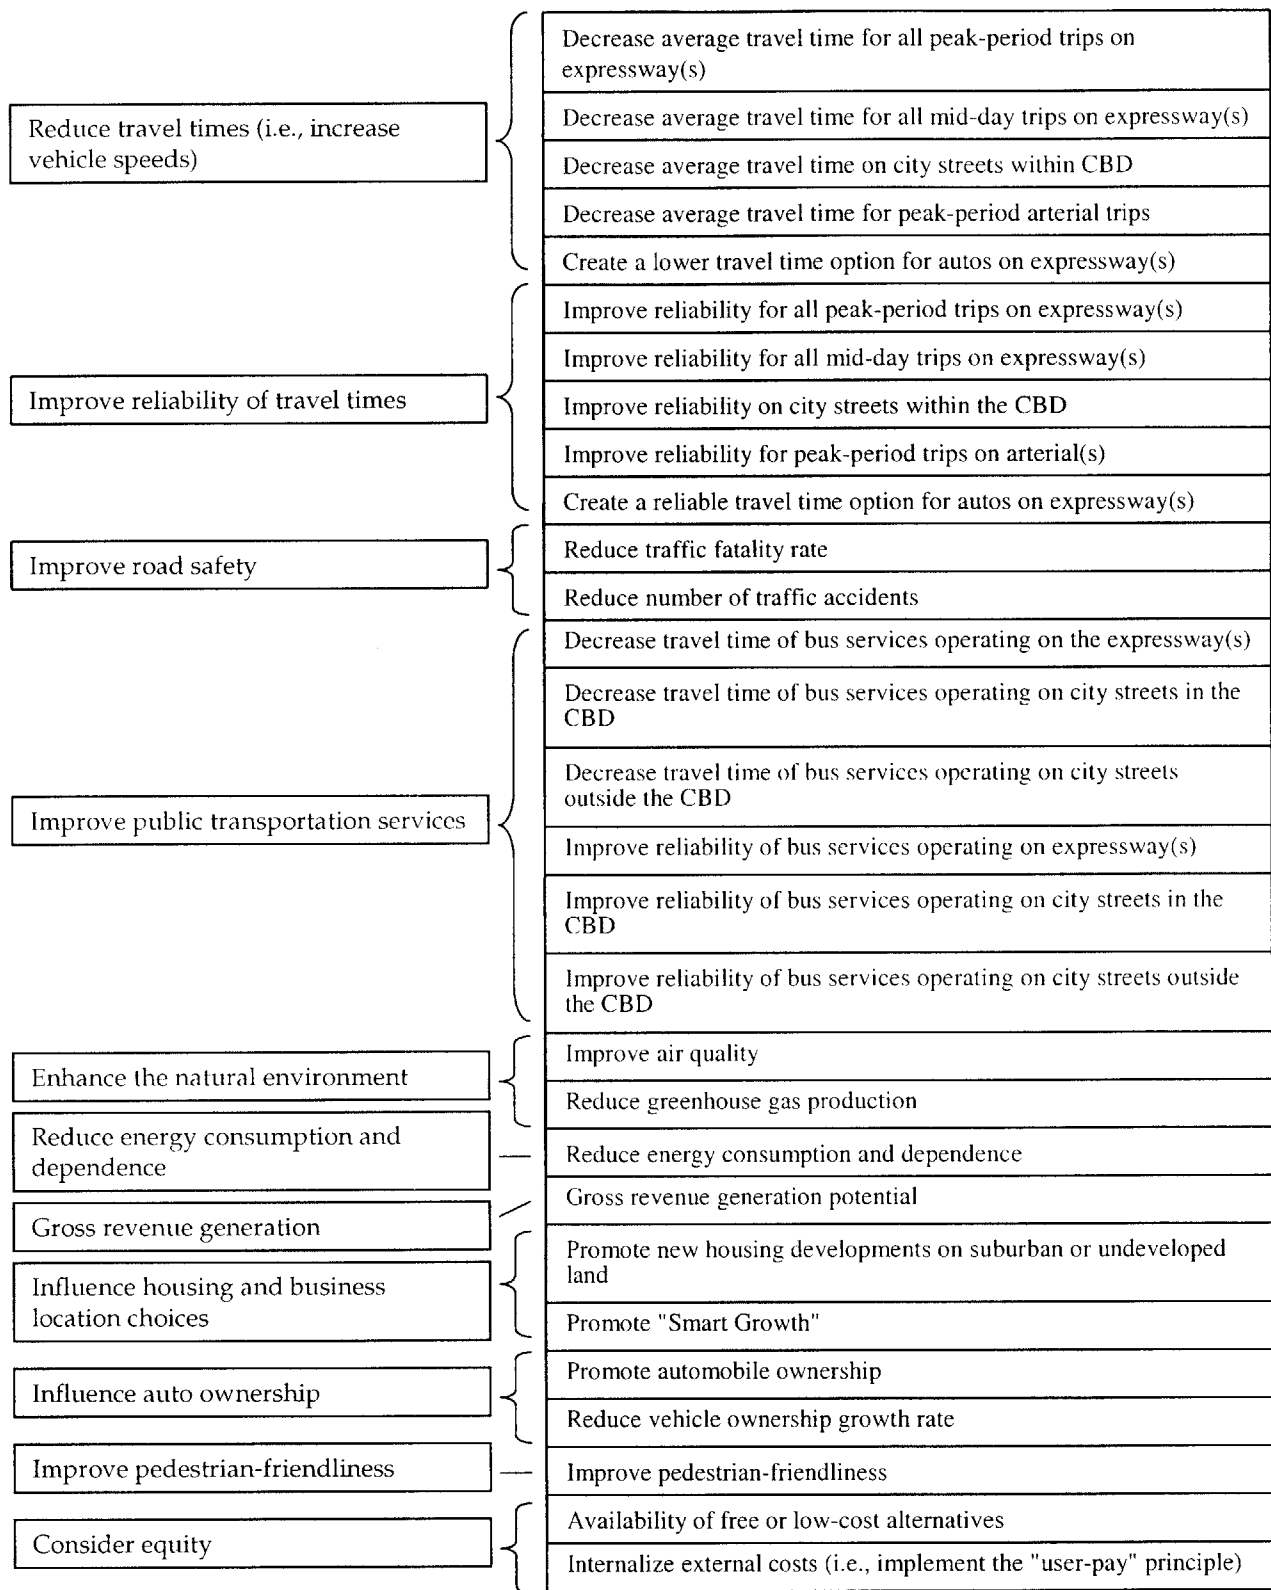 Reduce travel times (i.e., increase
vehicle speeds)
Decrease average travel time for all peak-period trips on
expressway(s)
Decrease average travel time for all mid-day trips on expressway(s)
Decrease average travel time on city streets within CBD
Decrease average travel time for peak-period arterial trips
Create a lower travel time option for autos on expressway(s)
Improve reliability of travel times
Improve reliability for all peak-period trips on expressway(s)
Improve reliability for all mid-day trips on expressway(s)
Improve reliability on city streets within the CBD
Improve reliability for peak-period trips on arterial(s)
Create a reliable travel time option for autos on expressway(s)
Improve road safety
Reduce traffic fatality rate
Reduce number of traffic accidents
Improve public transportation services
Decrease travel time of bus services operating on the expressway(s)
Decrease travel time of bus services operating on city streets in the
CBD
Decrease travel time of bus services operating on city streets
outside the CBD
Improve reliability of bus services operating on expressway(s)
Improve reliability of bus services operating on city streets in the
CBD
Improve reliability of bus services operating on city streets outside
the CBD
Enhance the natural environment
Improve air quality
Reduce greenhouse gas production
Reduce energy consumption and
dependence
Reduce energy consumption and dependence
Gross revenue generation
Gross revenue generation potential
Influence housing and business
location choices
Promote new housing developments on suburban or undeveloped
land
Promote "Smart Growth"
Influence auto ownership
Promote automobile ownership
Reduce vehicle ownership growth rate
Improve pedestrian-friendliness
Improve pedestrian-friendliness
Consider equity
Availability of free or low-cost alternatives
Internalize external costs (i.e., implement the "user-pay" principle)